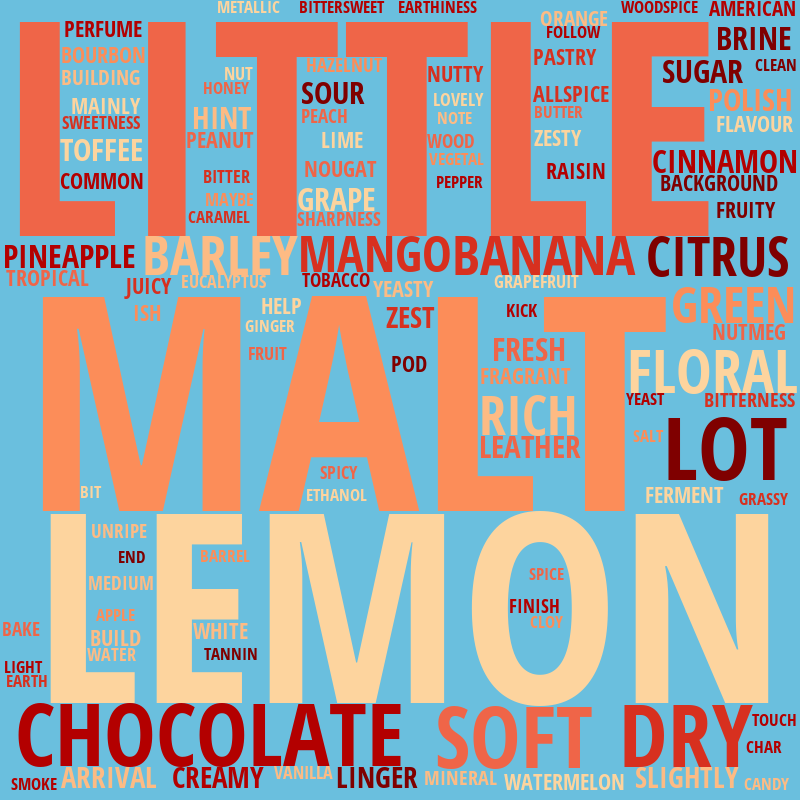 METALLIC BITTERSWEET EARTHINESS WOODSPICE AMERICAN
ORANGE
PERFUME FOLLOW BRINE
LITTLE
BOURBON HAZELNUT PASTRY SUGAR CLEAN
BUILDING NUT NUTTY
HONEY SOUR ALLSPICE POLISH
MAINLY LOVELY
SWEETNESS HINT PEACH NOTE BUTTER FLAVOUR
PEANUT LIME WOOD ZESTY
TOFFEE VEGETAL CINNAMON
COMMON BITTER NOUGAT PEPPER RAISIN BACKGROUND
MAYBE GRAPE
CARAMEL SHARPNESS FRUITY
PINEAPPLE BARLEY MANGO BANANA CITRUS
TROPICAL JUICY EUCALYPTUS TOBACCO YEASTY GRAPEFRUIT
ISH HELP ZEST KICK GREEN
GINGER NUTMEG
MALT
FRUIT POD FRESH FLORAL
FRAGRANT
RICH YEAST BITTERNESS
LEATHER SALT LOT
SPICY
BIT ETHANOL FERMENT GRASSY
LEMON
UNRIPE
END BARREL
MEDIUM SPICE
APPLE FINISH
BAKE BUILD WHITE CLOY
WATER TANNIN
LIGHT
EARTH
CHOCOLATE SOFT DRY TOUCH
CHAR
SMOKE ARRIVAL CREAMY VANILLA LINGER MINERAL WATERMELON SLIGHTLY CANDY